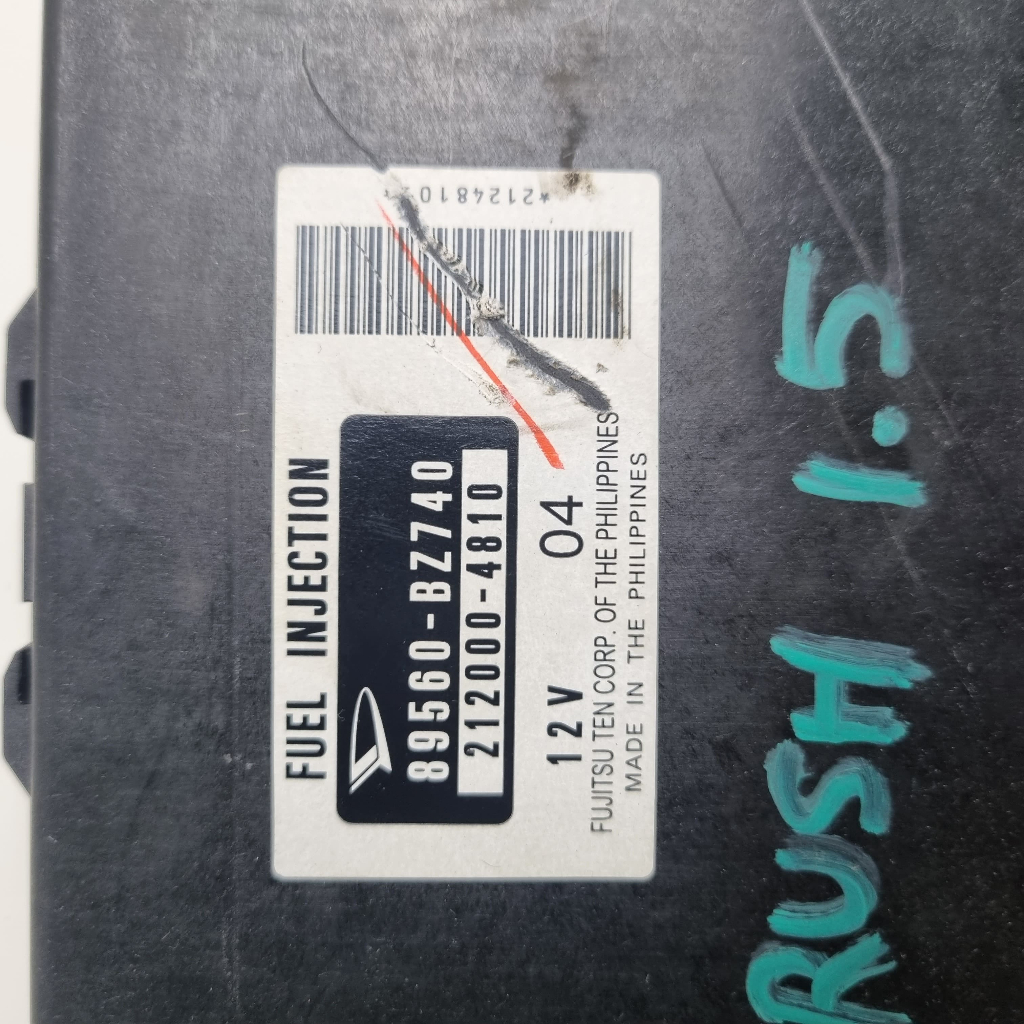 FUEL INJECTION
89560-BZ740
212000-4810
12V 04
FUJITSU TEN CORP. OF THE PHILIPPINES
MADE IN THE PHILIPPINES
*2124810*
RUSH 1.5